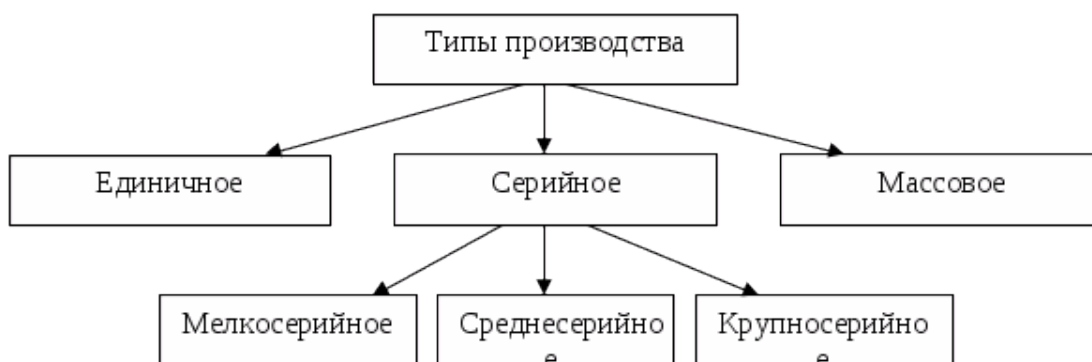 Типы производства
Единичное
Серийное
Массовое
Мелкосерийное
Среднесерийно
е
Крупносерийно
е